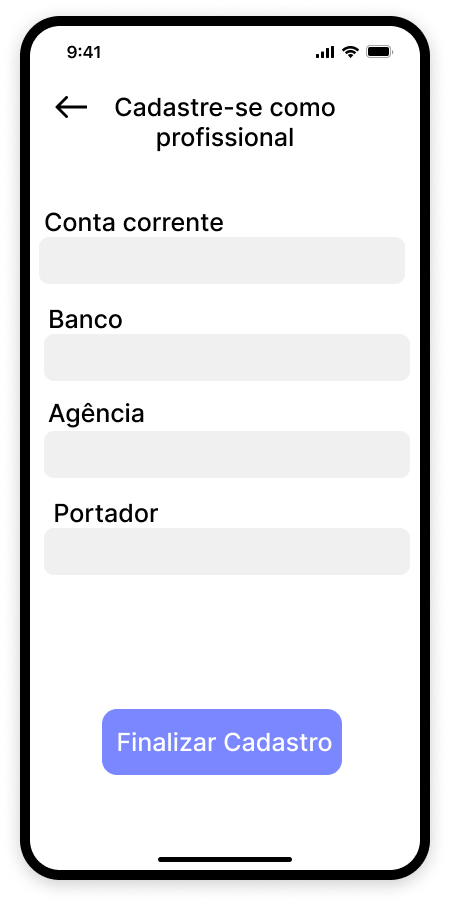 9:41
Cadastre-se como
profissional
Conta corrente
Banco
Agência
Portador
Finalizar Cadastro